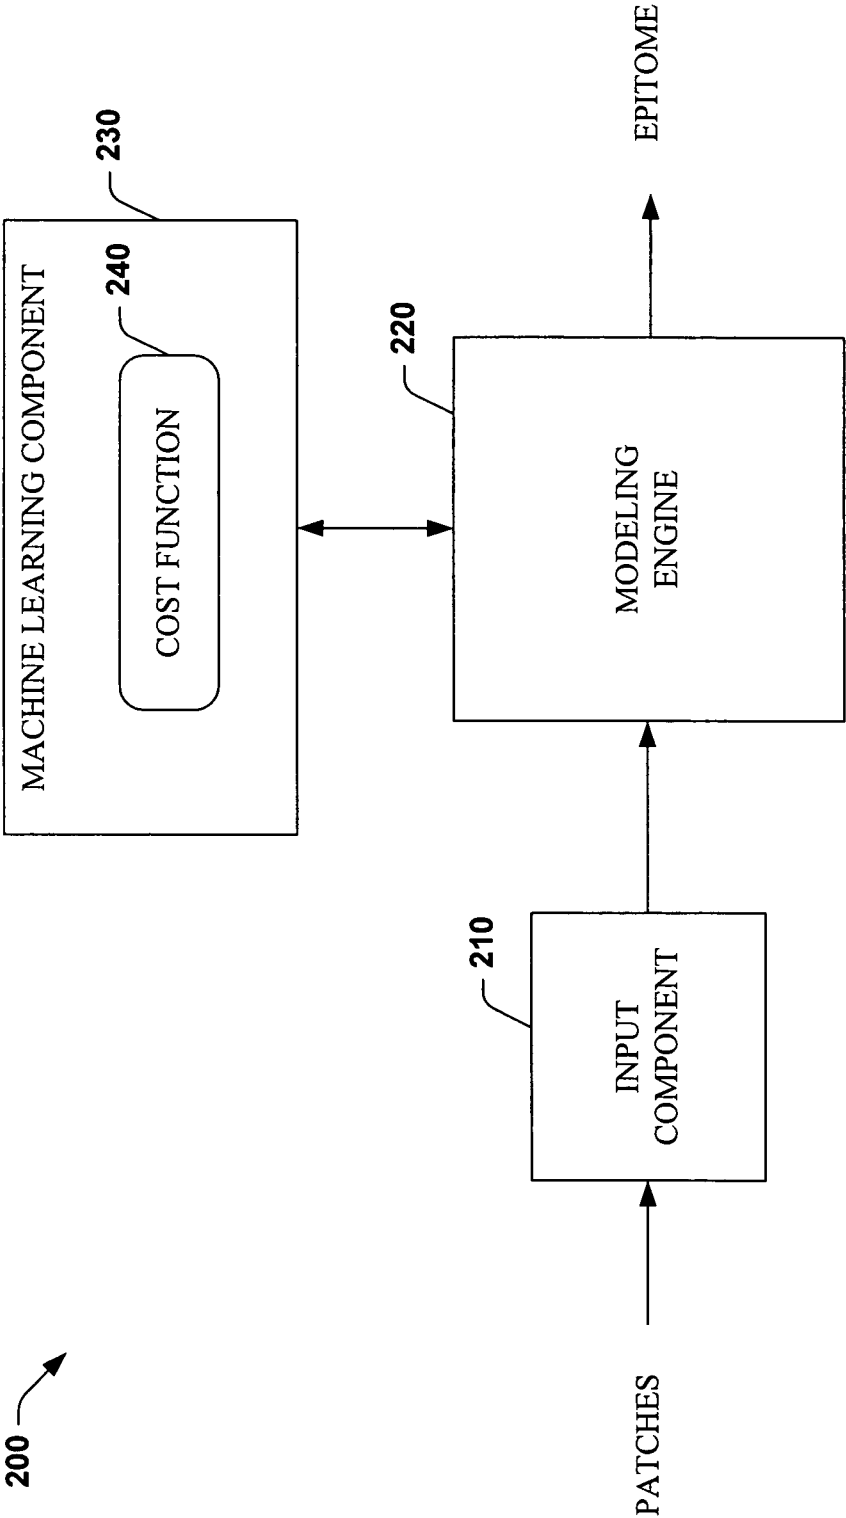 200
MACHINE LEARNING COMPONENT
230
240
COST FUNCTION
220
MODELING
ENGINE
210
INPUT
COMPONENT
PATCHES
EPITOME